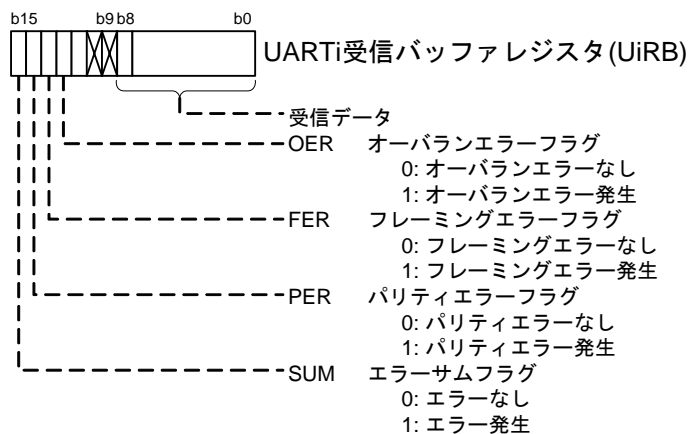 b15 b9 b8 b0
UARTi受信バッファレジスタ(UiRB)
受信データ
OER オーバランエラーフラグ
0: オーバランエラーなし
1: オーバランエラー発生
FER フレーミングエラーフラグ
0: フレーミングエラーなし
1: フレーミングエラー発生
PER パリティエラーフラグ
0: パリティエラーなし
1: パリティエラー発生
SUM エラーサムフラグ
0: エラーなし
1: エラー発生